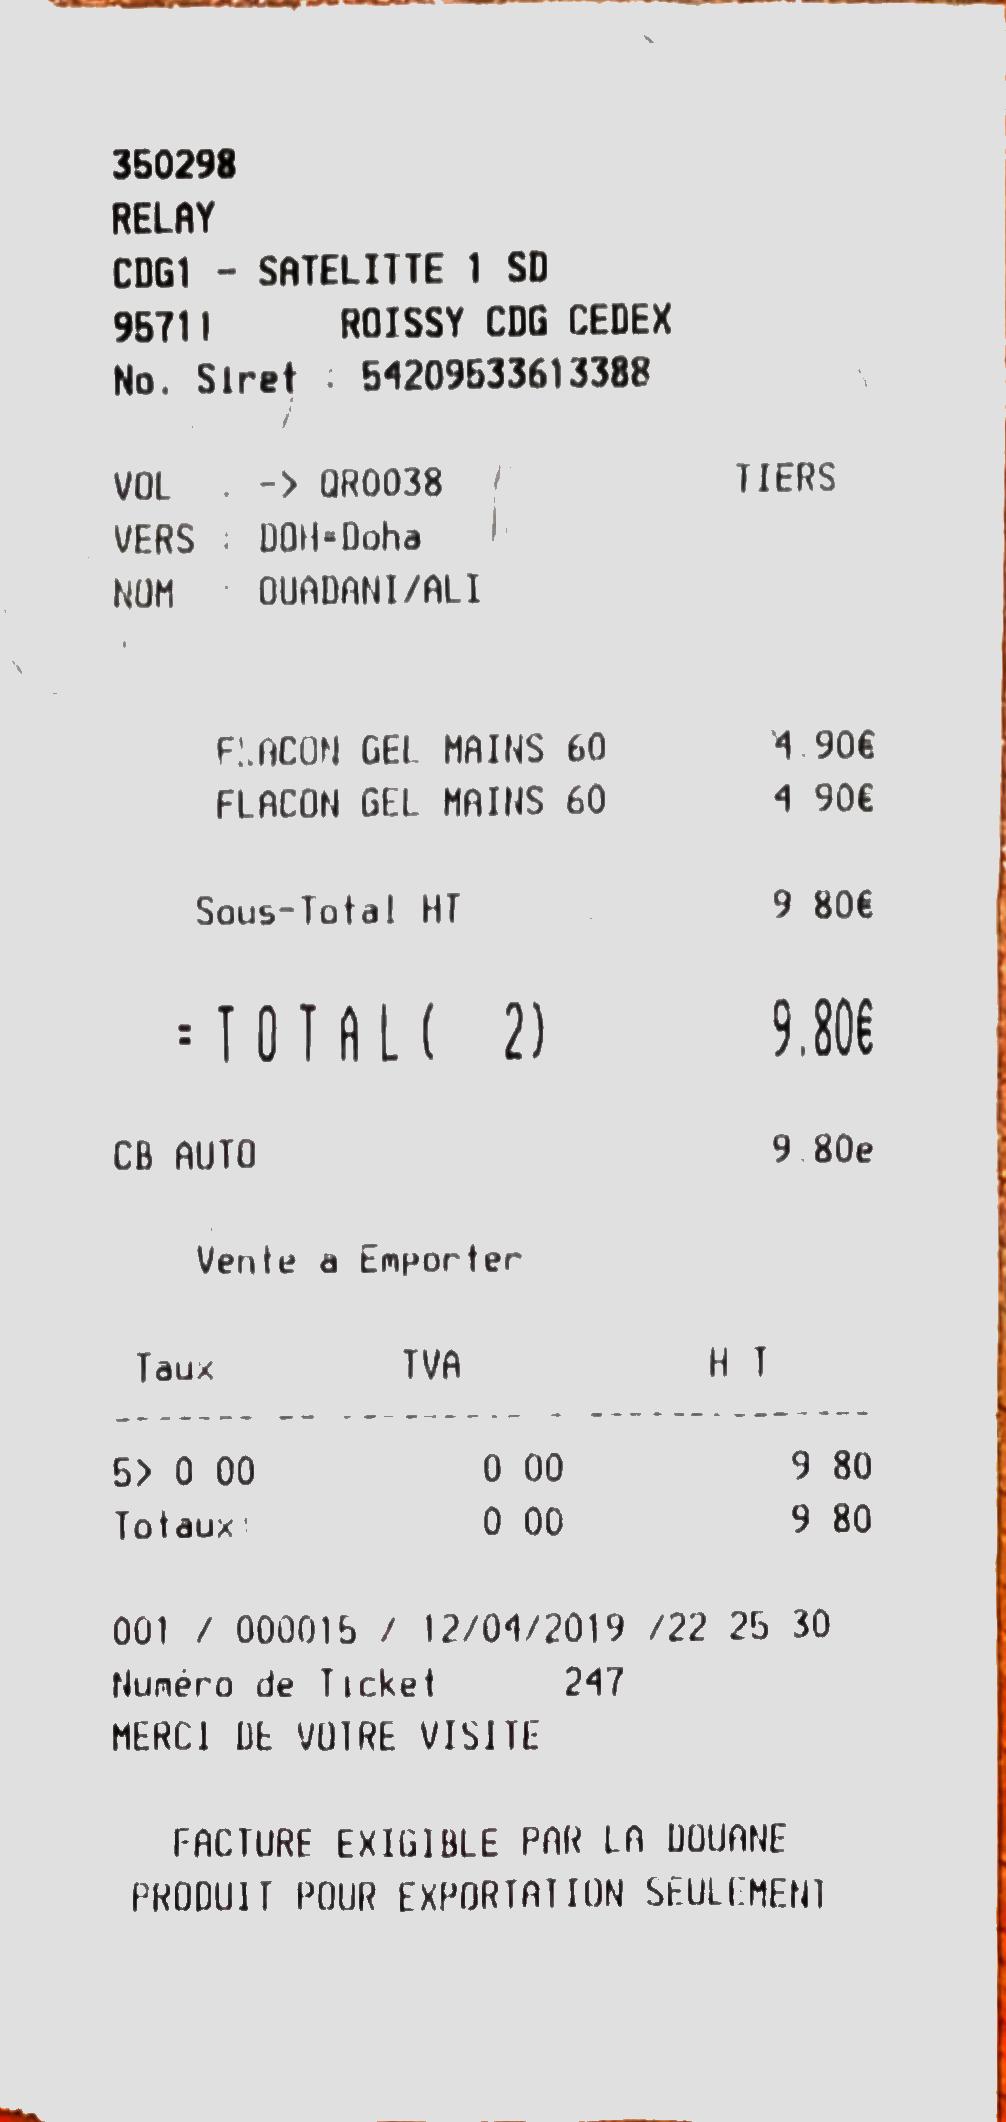 350298
RELAY
CDG1 - SATELITTE 1 SD
95711 ROISSY CDG CEDEX
No. Siret : 54209533613388
VOL . -> QR0038 TIERS
VERS : DOH=Doha
NOM : OUADANI/ALI
FLACON GEL MAINS 60 4.90€
FLACON GEL MAINS 60 4 90€
Sous-Total HT 9 80€
=TOTAL( 2) 9.80€
CB AUTO 9.80e
Vente a Emporter
Taux TVA H T
5> 0 00 0 00 9 80
Totaux: 0 00 9 80
001 / 000015 / 12/04/2019 /22 25 30
Numéro de Ticket 247
MERCI DE VOTRE VISITE
FACTURE EXIGIBLE PAR LA DOUANE
PRODUIT POUR EXPORTATION SEULEMENT